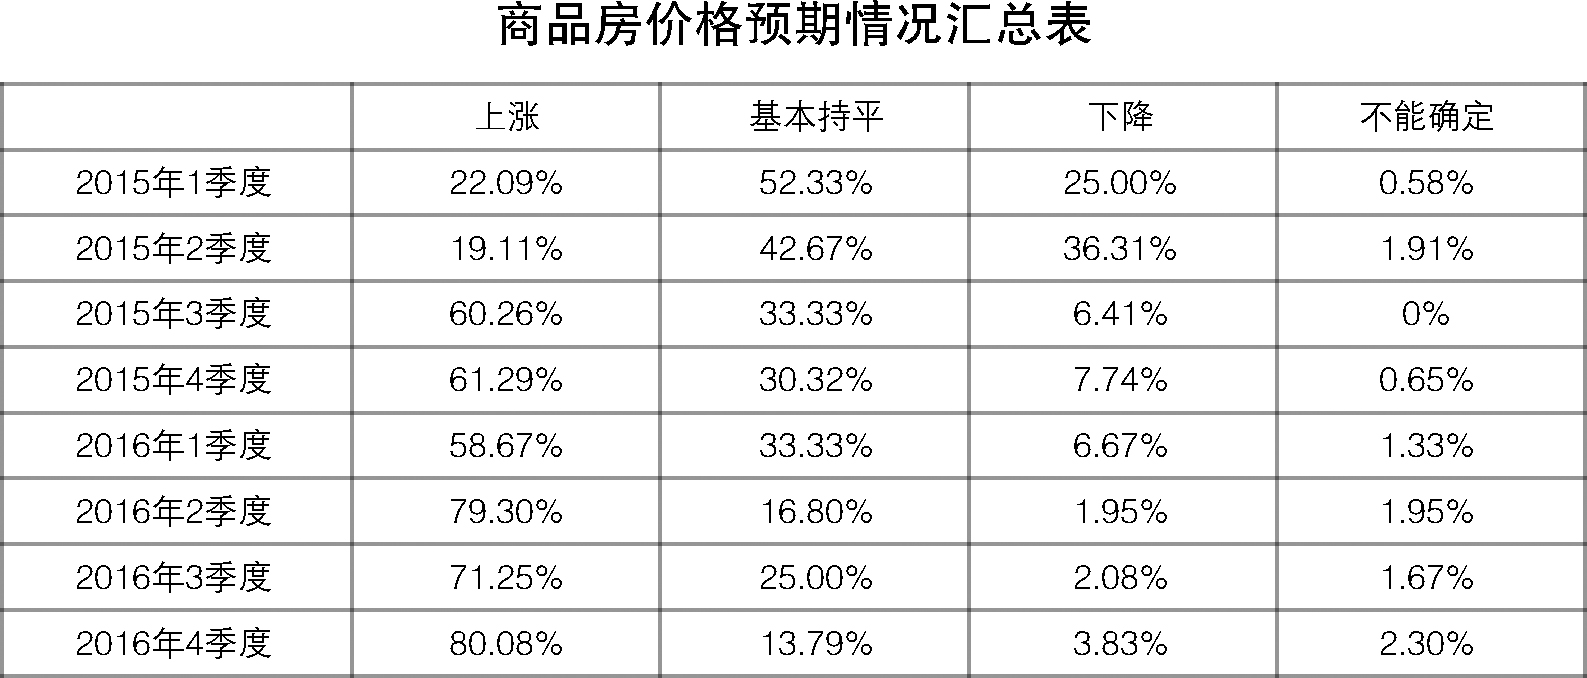 商品房价格预期情况汇总表
上涨 基本持平 下降 不能确定
2015年1季度 22.09% 52.33% 25.00% 0.58%
2015年2季度 19.11% 42.67% 36.31% 1.91%
2015年3季度 60.26% 33.33% 6.41% 0%
2015年4季度 61.29% 30.32% 7.74% 0.65%
2016年1季度 58.67% 33.33% 6.67% 1.33%
2016年2季度 79.30% 16.80% 1.95% 1.95%
2016年3季度 71.25% 25.00% 2.08% 1.67%
2016年4季度 80.08% 13.79% 3.83% 2.30%